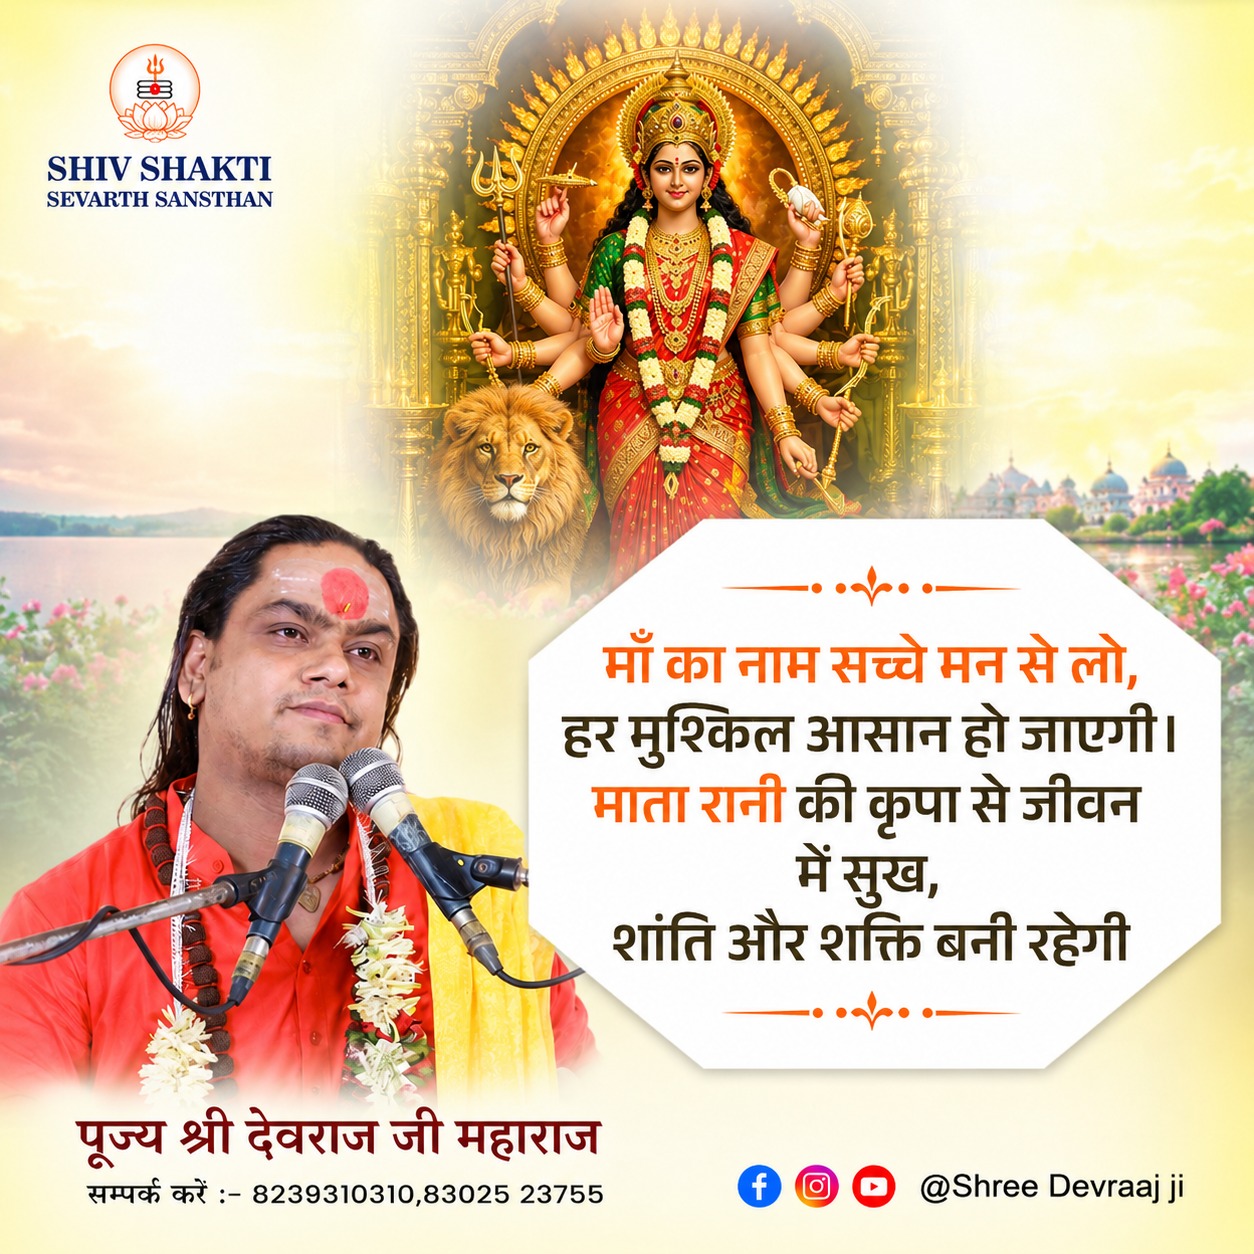 SHIV SHAKTI
SEVARTH SANSTHAN
माँ का नाम सच्चे मन से लो,
हर मुश्किल आसान हो जाएगी।
माता रानी की कृपा से जीवन
में सुख,
शांति और शक्ति बनी रहेगी
पूज्य श्री देवराज जी महाराज
सम्पर्क करें :- 8239310310,83025 23755
@Shree Devraaj ji